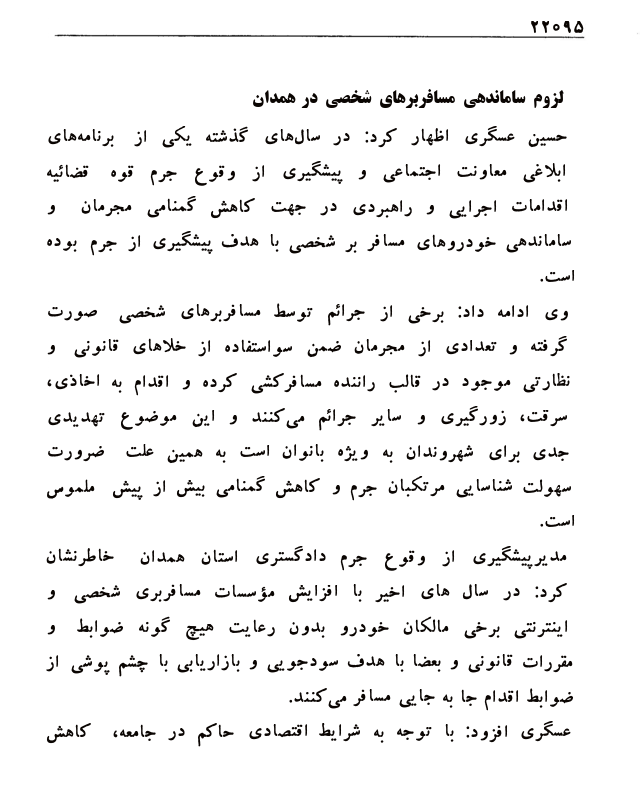 ۲۲۰۹۵
لزوم ساماندهی مسافربرهای شخصی در همدان
حسین عسگری اظهار کرد: در سال‌های گذشته یکی از برنامه‌های
ابلاغی معاونت اجتماعی و پیشگیری از وقوع جرم قوه قضائیه
اقدامات اجرایی و راهبردی در جهت کاهش گمنامی مجرمان و
ساماندهی خودروهای مسافر بر شخصی با هدف پیشگیری از جرم بوده
است.
وی ادامه داد: برخی از جرائم توسط مسافربرهای شخصی صورت
گرفته و تعدادی از مجرمان ضمن سواستفاده از خلاهای قانونی و
نظارتی موجود در قالب راننده مسافرکشی کرده و اقدام به اخاذی،
سرقت، زورگیری و سایر جرائم می‌کنند و این موضوع تهدیدی
جدی برای شهروندان به ویژه بانوان است به همین علت ضرورت
سهولت شناسایی مرتکبان جرم و کاهش گمنامی بیش از پیش ملموس
است.
مدیرپیشگیری از وقوع جرم دادگستری استان همدان خاطرنشان
کرد: در سال های اخیر با افزایش مؤسسات مسافربری شخصی و
اینترنتی برخی مالکان خودرو بدون رعایت هیچ گونه ضوابط و
مقررات قانونی و بعضا با هدف سودجویی و بازاریابی با چشم پوشی از
ضوابط اقدام جا به جایی مسافر می‌کنند.
عسگری افزود: با توجه به شرایط اقتصادی حاکم در جامعه، کاهش